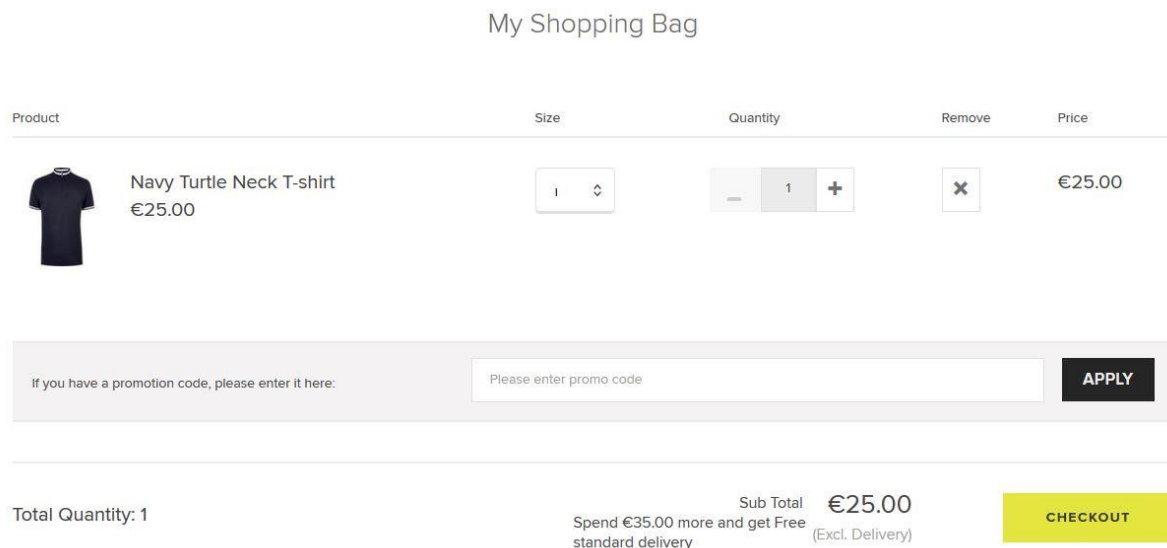 My Shopping Bag
Product Size Quantity Remove Price
Navy Turtle Neck T-shirt
€25.00
1
€25.00
If you have a promotion code, please enter it here:
Please enter promo code
APPLY
Total Quantity: 1
Sub Total €25.00
Spend €35.00 more and get Free
standard delivery
(Excl. Delivery)
CHECKOUT